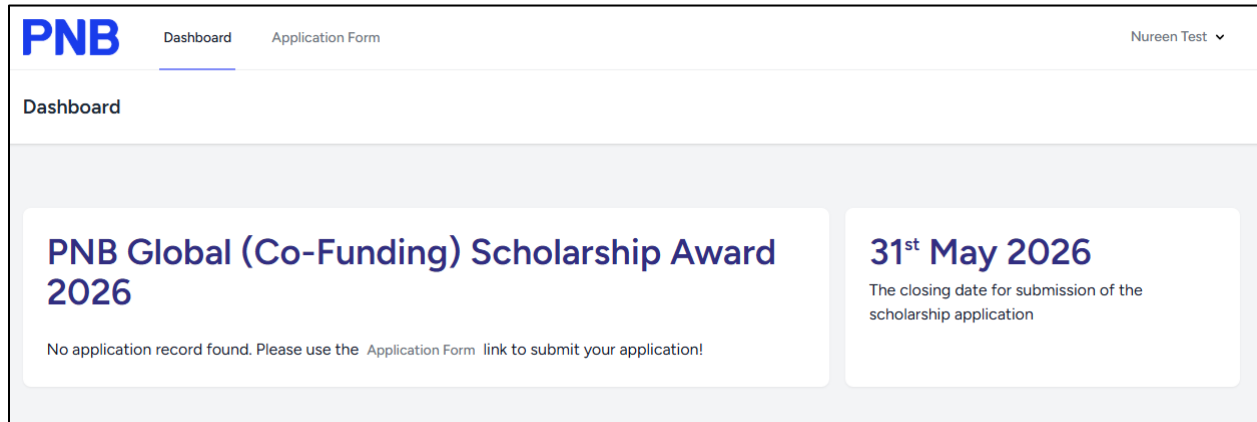 PNB Dashboard Application Form Nureen Test
Dashboard
PNB Global (Co-Funding) Scholarship Award
2026
No application record found. Please use the Application Form link to submit your application!
31st May 2026
The closing date for submission of the
scholarship application